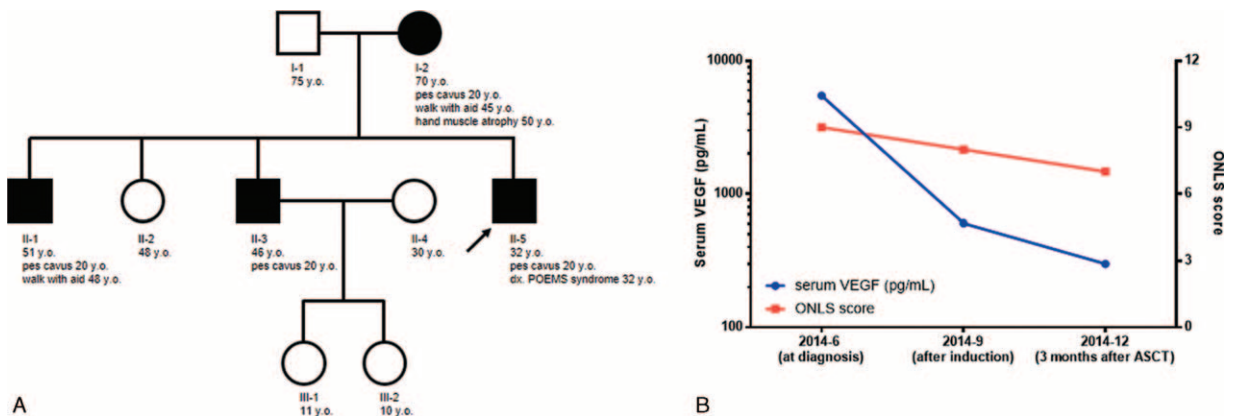 I-1
75 y.o.
I-2
70 y.o.
pes cavus 20 y.o.
walk with aid 45 y.o.
hand muscle atrophy 50 y.o.
II-1
51 y.o.
pes cavus 20 y.o.
walk with aid 48 y.o.
II-2
48 y.o.
II-3
46 y.o.
pes cavus 20 y.o.
II-4
30 y.o.
II-5
32 y.o.
pes cavus 20 y.o.
dx. POEMS syndrome 32 y.o.
III-1
11 y.o.
III-2
10 y.o.
A
Serum VEGF (pg/mL)
10000
1000
100
12
9
6
3
0
ONLS score
serum VEGF (pg/mL)
ONLS score
2014-6
(at diagnosis)
2014-9
(after induction)
2014-12
(3 months after ASCT)
B